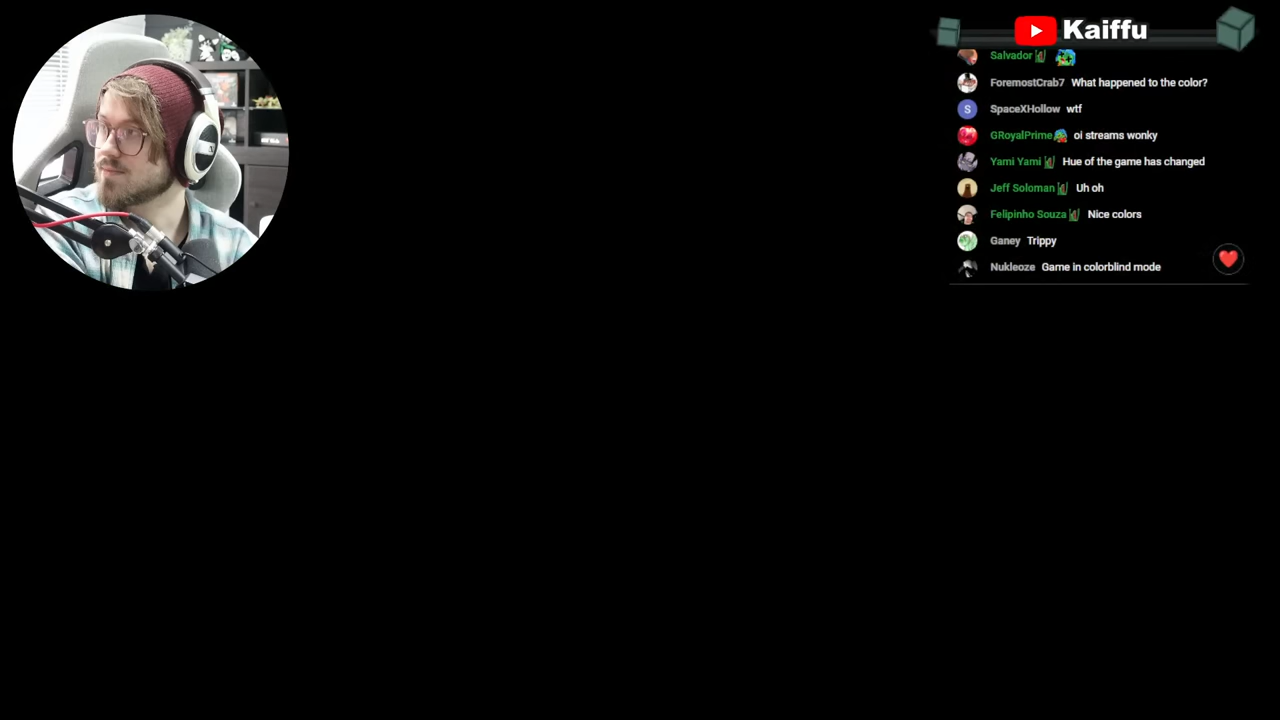 Kaiffu
Salvador
ForemostCrab7 What happened to the color?
S SpaceXHollow wtf
GRoyalPrime oi streams wonky
Yami Yami Hue of the game has changed
Jeff Soloman Uh oh
Felipinho Souza Nice colors
Ganey Trippy
Nukleoze Game in colorblind mode